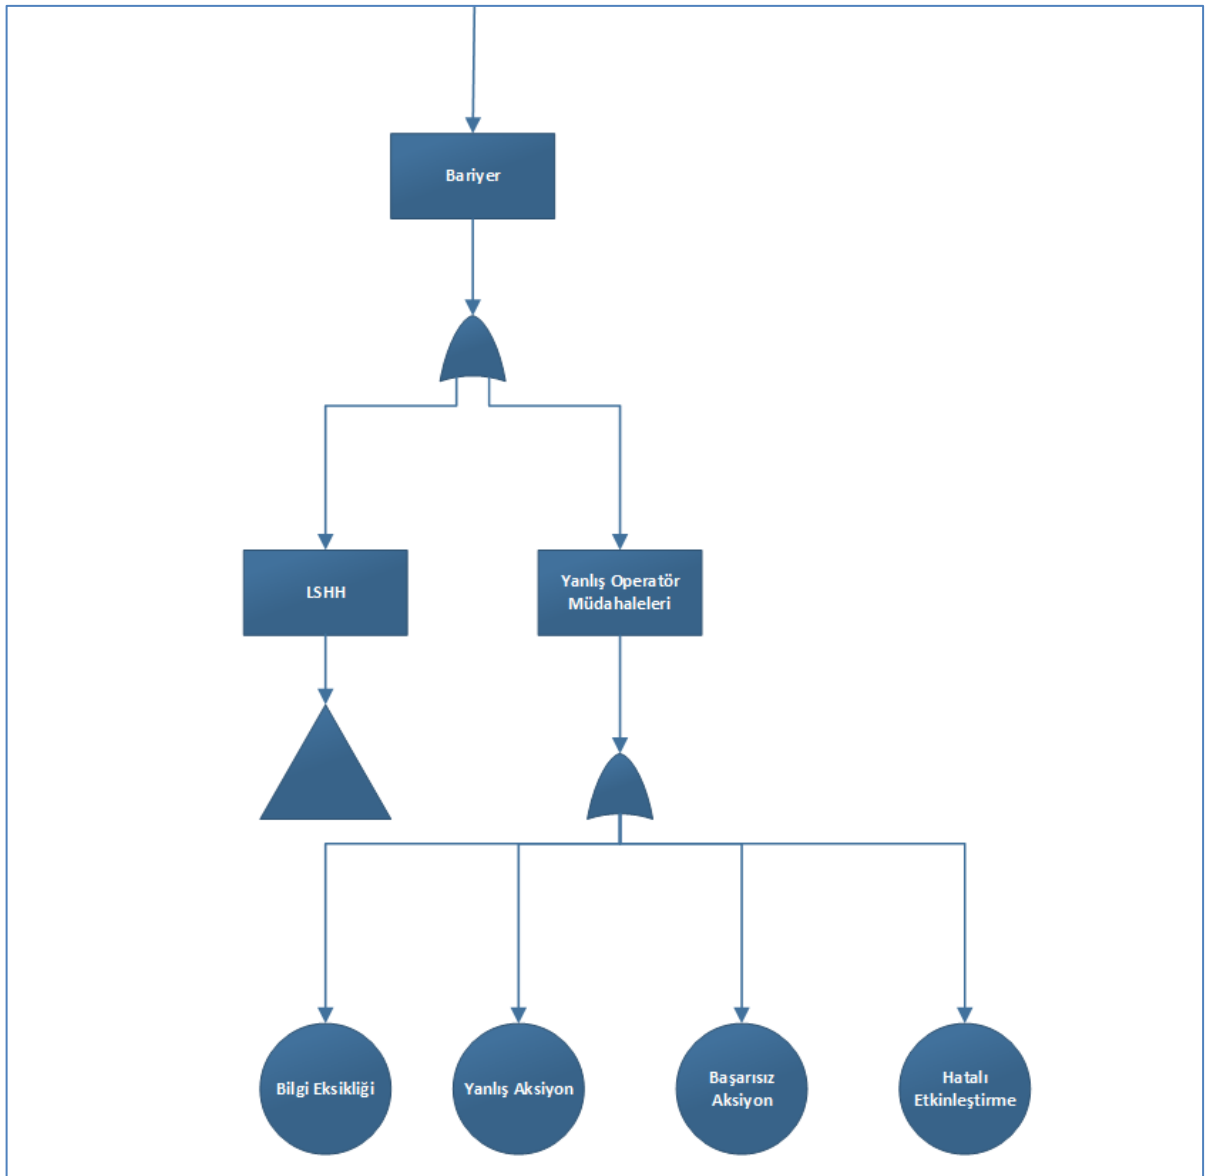 Bariyer
LSHH
Yanlış Operatör
Müdahaleleri
Bilgi Eksikliği
Yanlış Aksiyon
Başarısız
Aksiyon
Hatalı
Etkinleştirme